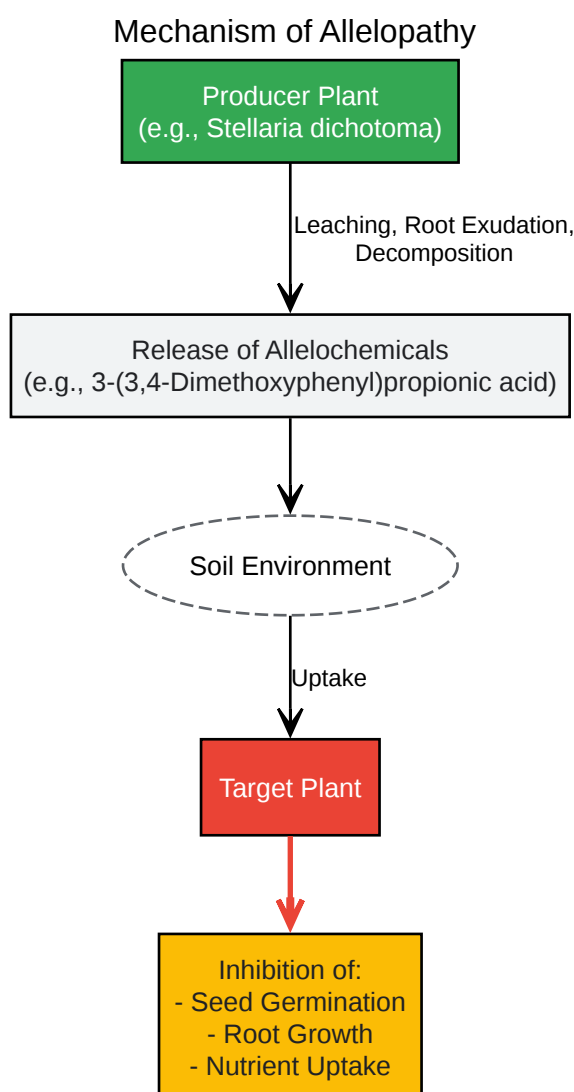 Mechanism of Allelopathy
Producer Plant
(e.g., Stellaria dichotoma)
Leaching, Root Exudation,
Decomposition
Release of Allelochemicals
(e.g., 3-(3,4-Dimethoxyphenyl)propionic acid)
Soil Environment
Uptake
Target Plant
Inhibition of:
- Seed Germination
- Root Growth
- Nutrient Uptake